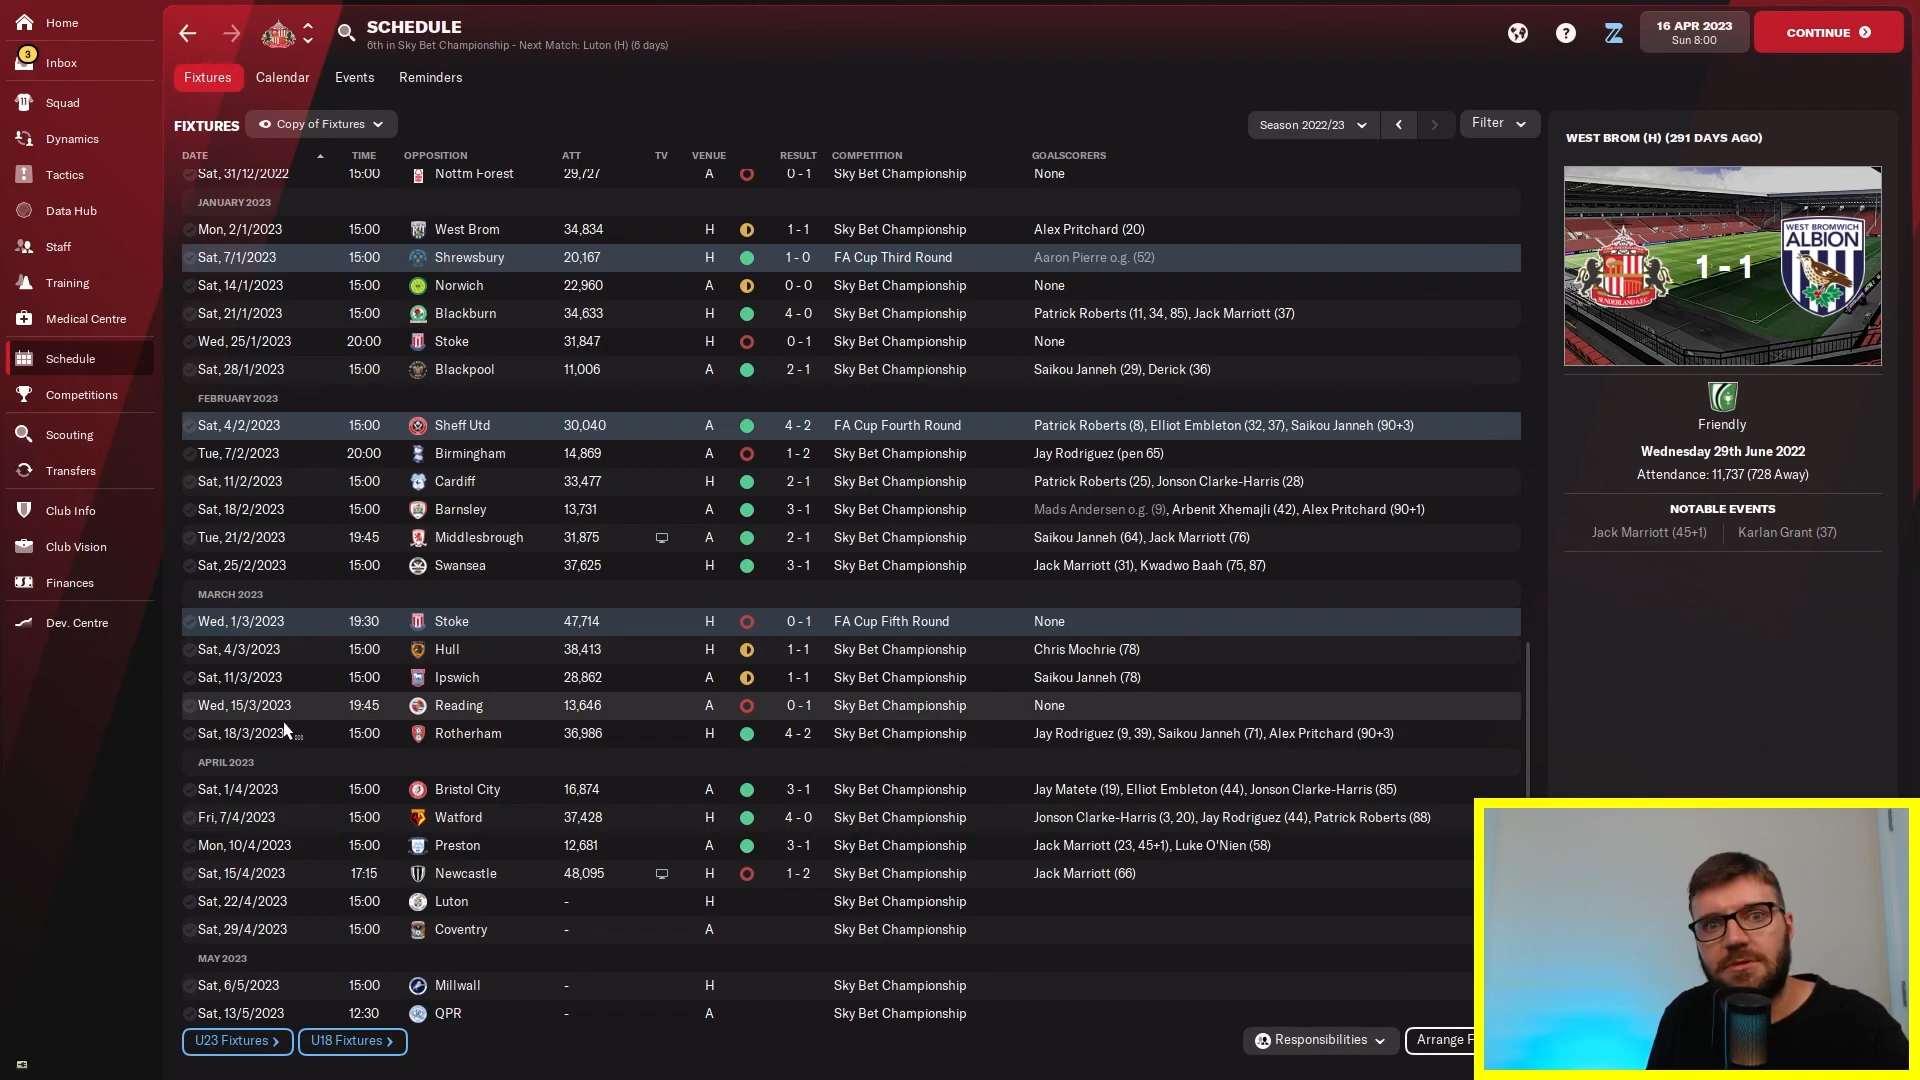 Home
3
Inbox
Squad
Dynamics
Tactics
Data Hub
Staff
Training
Medical Centre
Schedule
Competitions
Scouting
Transfers
Club Info
Club Vision
Finances
Dev. Centre
SCHEDULE
6th in Sky Bet Championship - Next Match: Luton (H) (6 days)
?
16 APR 2023
Sun 8:00
CONTINUE
Fixtures Calendar Events Reminders
FIXTURES Copy of Fixtures Season 2022/23 Filter
DATE TIME OPPOSITION ATT TV VENUE RESULT COMPETITION GOALSCORERS
Sat, 31/12/2022 15:00 Nottm Forest 29,727 A 0 - 1 Sky Bet Championship None
JANUARY 2023
Mon, 2/1/2023 15:00 West Brom 34,834 H 1 - 1 Sky Bet Championship Alex Pritchard (20)
Sat, 7/1/2023 15:00 Shrewsbury 20,167 H 1 - 0 FA Cup Third Round Aaron Pierre o.g. (52)
Sat, 14/1/2023 15:00 Norwich 22,960 A 0 - 0 Sky Bet Championship None
Sat, 21/1/2023 15:00 Blackburn 34,633 H 4 - 0 Sky Bet Championship Patrick Roberts (11, 34, 85), Jack Marriott (37)
Wed, 25/1/2023 20:00 Stoke 31,847 H 0 - 1 Sky Bet Championship None
Sat, 28/1/2023 15:00 Blackpool 11,006 A 2 - 1 Sky Bet Championship Saikou Janneh (29), Derick (36)
FEBRUARY 2023
Sat, 4/2/2023 15:00 Sheff Utd 30,040 A 4 - 2 FA Cup Fourth Round Patrick Roberts (8), Elliot Embleton (32, 37), Saikou Janneh (90+3)
Tue, 7/2/2023 20:00 Birmingham 14,869 A 1 - 2 Sky Bet Championship Jay Rodriguez (pen 65)
Sat, 11/2/2023 15:00 Cardiff 33,477 H 2 - 1 Sky Bet Championship Patrick Roberts (25), Jonson Clarke-Harris (28)
Sat, 18/2/2023 15:00 Barnsley 13,731 A 3 - 1 Sky Bet Championship Mads Andersen o.g. (9), Arbenit Xhemajli (42), Alex Pritchard (90+1)
Tue, 21/2/2023 19:45 Middlesbrough 31,875 A 2 - 1 Sky Bet Championship Saikou Janneh (64), Jack Marriott (76)
Sat, 25/2/2023 15:00 Swansea 37,625 H 3 - 1 Sky Bet Championship Jack Marriott (31), Kwadwo Baah (75, 87)
MARCH 2023
Wed, 1/3/2023 19:30 Stoke 47,714 H 0 - 1 FA Cup Fifth Round None
Sat, 4/3/2023 15:00 Hull 38,413 H 1 - 1 Sky Bet Championship Chris Mochrie (78)
Sat, 11/3/2023 15:00 Ipswich 28,862 A 1 - 1 Sky Bet Championship Saikou Janneh (78)
Wed, 15/3/2023 19:45 Reading 13,646 A 0 - 1 Sky Bet Championship None
Sat, 18/3/2023 15:00 Rotherham 36,986 H 4 - 2 Sky Bet Championship Jay Rodriguez (9, 39), Saikou Janneh (71), Alex Pritchard (90+3)
APRIL 2023
Sat, 1/4/2023 15:00 Bristol City 16,874 A 3 - 1 Sky Bet Championship Jay Matete (19), Elliot Embleton (44), Jonson Clarke-Harris (85)
Fri, 7/4/2023 15:00 Watford 37,428 H 4 - 0 Sky Bet Championship Jonson Clarke-Harris (3, 20), Jay Rodriguez (44), Patrick Roberts (88)
Mon, 10/4/2023 15:00 Preston 12,681 A 3 - 1 Sky Bet Championship Jack Marriott (23, 45+1), Luke O'Nien (58)
Sat, 15/4/2023 17:15 Newcastle 48,095 H 1 - 2 Sky Bet Championship Jack Marriott (66)
Sat, 22/4/2023 15:00 Luton - H Sky Bet Championship
Sat, 29/4/2023 15:00 Coventry - A Sky Bet Championship
MAY 2023
Sat, 6/5/2023 15:00 Millwall - H Sky Bet Championship
Sat, 13/5/2023 12:30 QPR - A Sky Bet Championship
U23 Fixtures U18 Fixtures Responsibilities Arrange F
WEST BROM (H) (291 DAYS AGO)
SUNDERLAND A.F.C.
1 - 1
WEST BROMWICH
ALBION
Friendly
Wednesday 29th June 2022
Attendance: 11,737 (728 Away)
NOTABLE EVENTS
Jack Marriott (45+1) Karlan Grant (37)